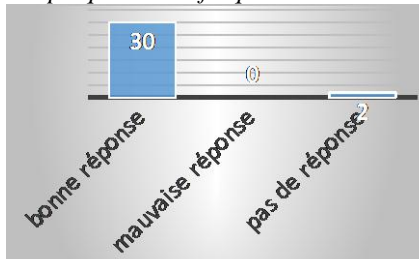 30
0
2
bonne réponse
mauvaise réponse
pas de réponse